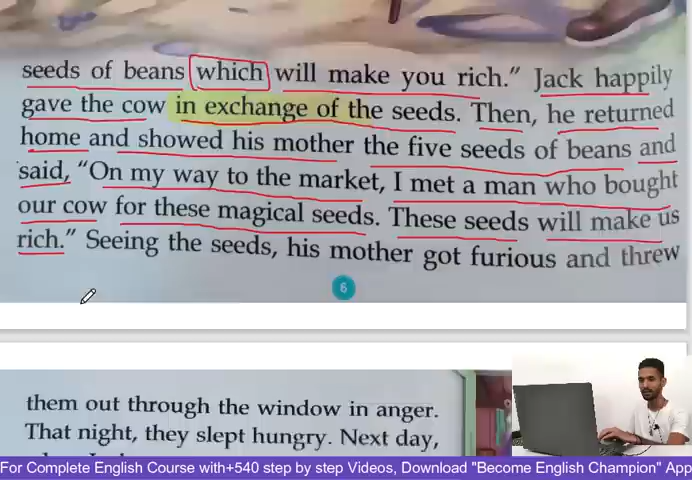 seeds of beans which will make you rich.” Jack happily
gave the cow in exchange of the seeds. Then, he returned
home and showed his mother the five seeds of beans and
said, “On my way to the market, I met a man who bought
our cow for these magical seeds. These seeds will make us
rich.” Seeing the seeds, his mother got furious and threw
6
them out through the window in anger.
That night, they slept hungry. Next day,
For Complete English Course with+540 step by step Videos, Download "Become English Champion" App